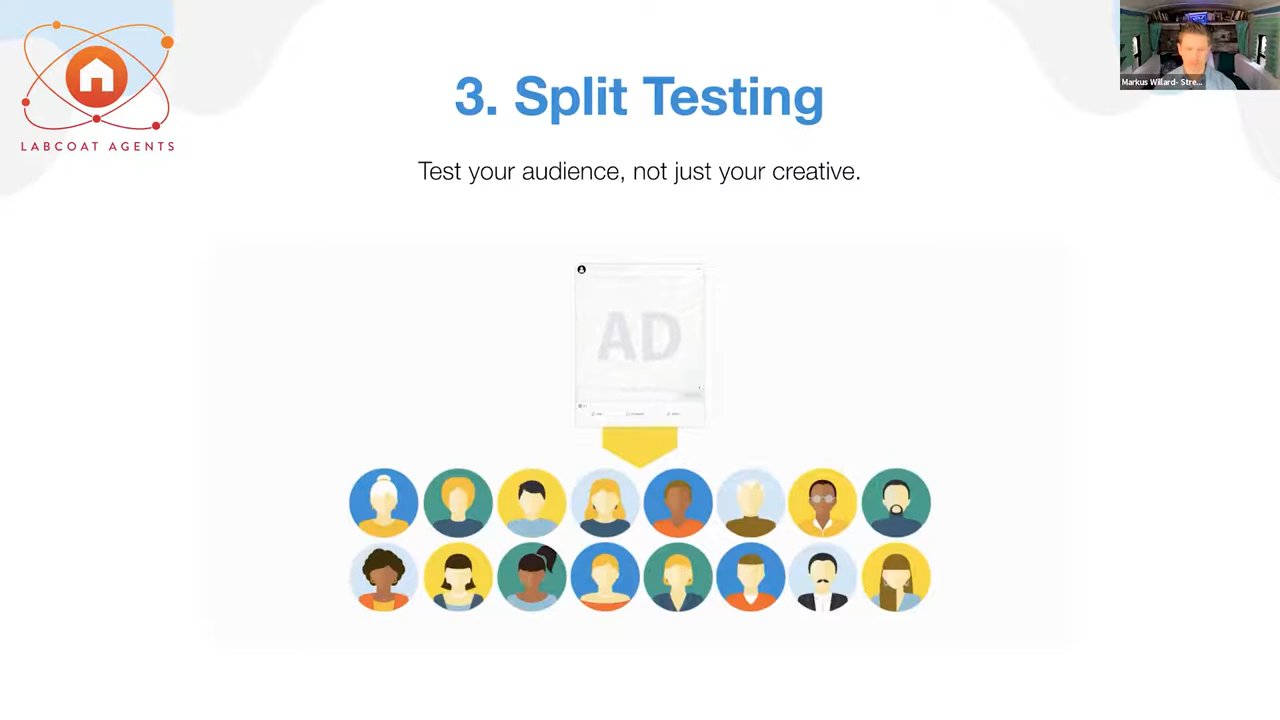 LABCOAT AGENTS
3. Split Testing
Test your audience, not just your creative.
Markus Willard- Stre...
AD